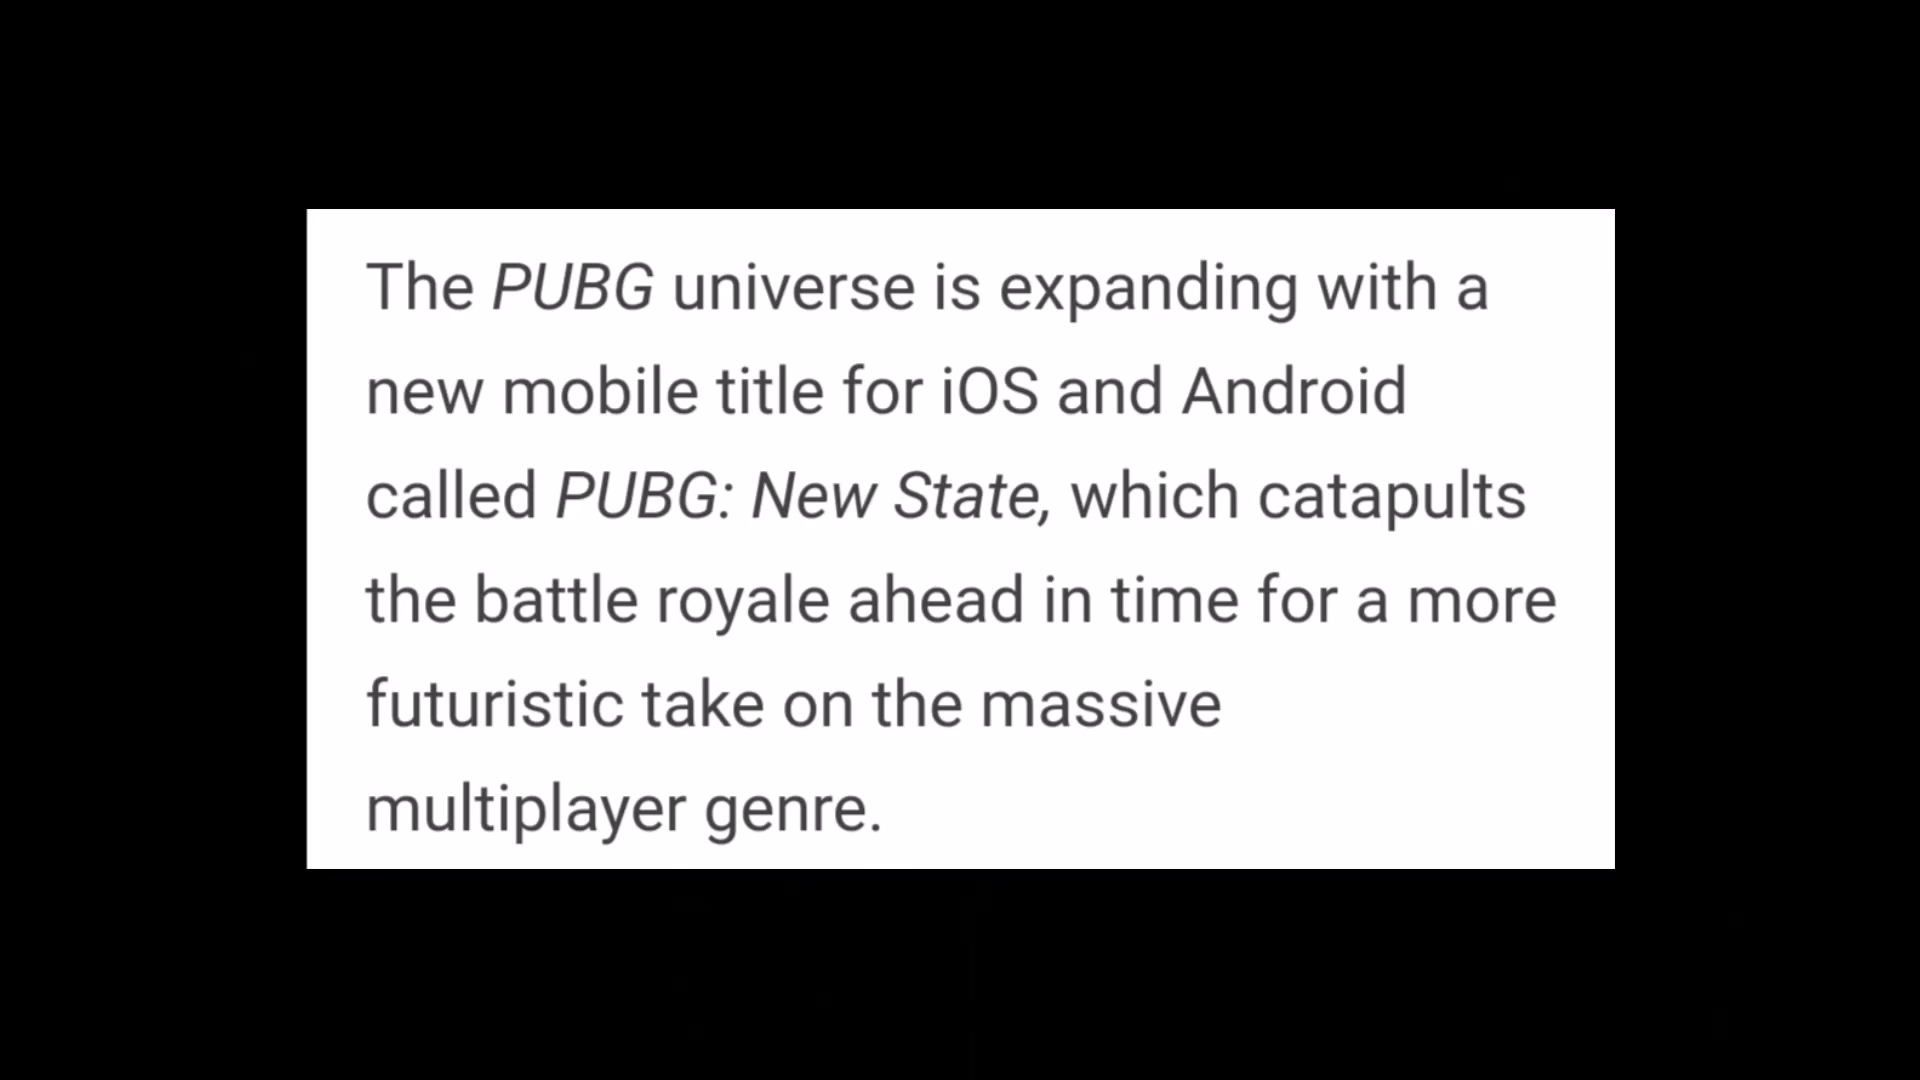 The PUBG universe is expanding with a
new mobile title for iOS and Android
called PUBG: New State, which catapults
the battle royale ahead in time for a more
futuristic take on the massive
multiplayer genre.